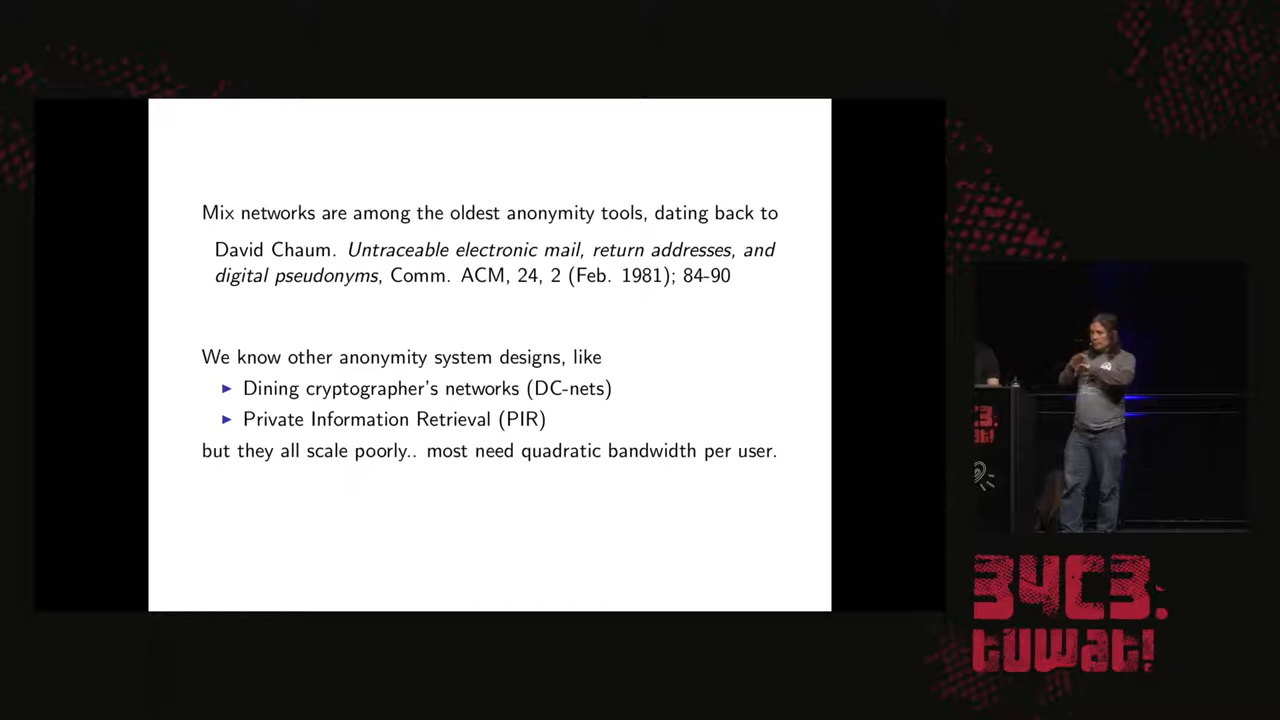 Mix networks are among the oldest anonymity tools, dating back to
David Chaum. Untraceable electronic mail, return addresses, and
digital pseudonyms, Comm. ACM, 24, 2 (Feb. 1981); 84-90
We know other anonymity system designs, like
▶ Dining cryptographer's networks (DC-nets)
▶ Private Information Retrieval (PIR)
but they all scale poorly.. most need quadratic bandwidth per user.
34C3.
tuwat!